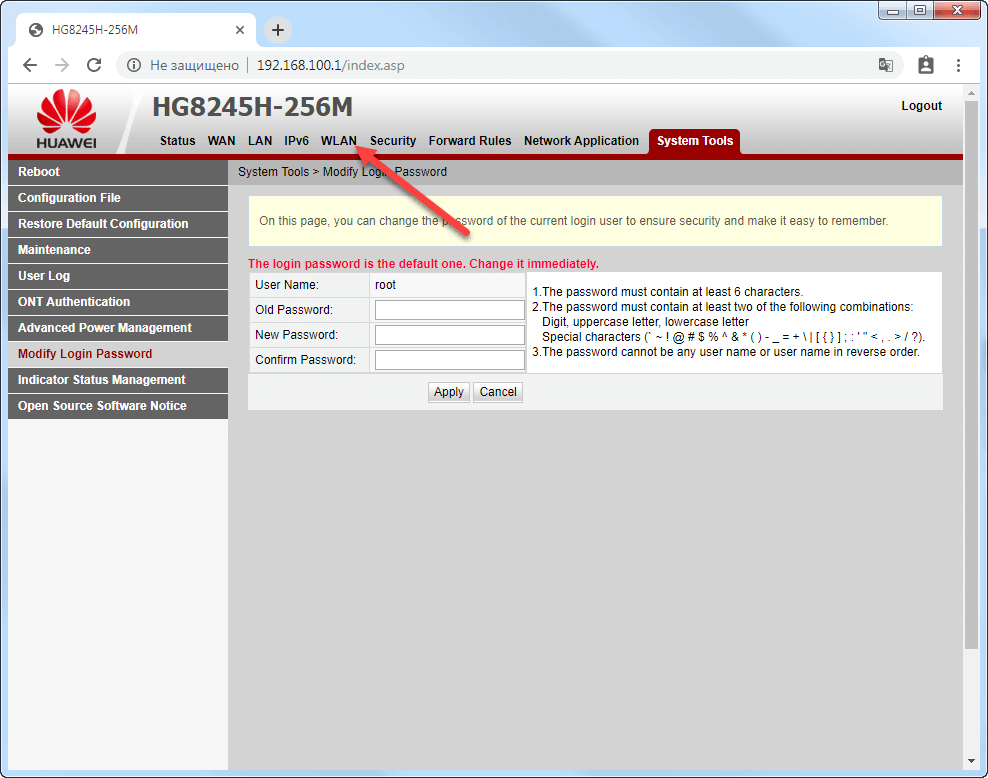 HG8245H-256M
Не защищено 192.168.100.1/index.asp
HUAWEI
HG8245H-256M
Logout
Status WAN LAN IPv6 WLAN Security Forward Rules Network Application System Tools
Reboot
Configuration File
Restore Default Configuration
Maintenance
User Log
ONT Authentication
Advanced Power Management
Modify Login Password
Indicator Status Management
Open Source Software Notice
System Tools > Modify Login Password
On this page, you can change the password of the current login user to ensure security and make it easy to remember.
The login password is the default one. Change it immediately.
User Name: root
Old Password:
New Password:
Confirm Password:
1.The password must contain at least 6 characters.
2.The password must contain at least two of the following combinations:
Digit, uppercase letter, lowercase letter
Special characters (` ~ ! @ # $ % ^ & * ( ) - _ = + \ | [ { } ] ; : ' " < , . > / ?).
3.The password cannot be any user name or user name in reverse order.
Apply Cancel